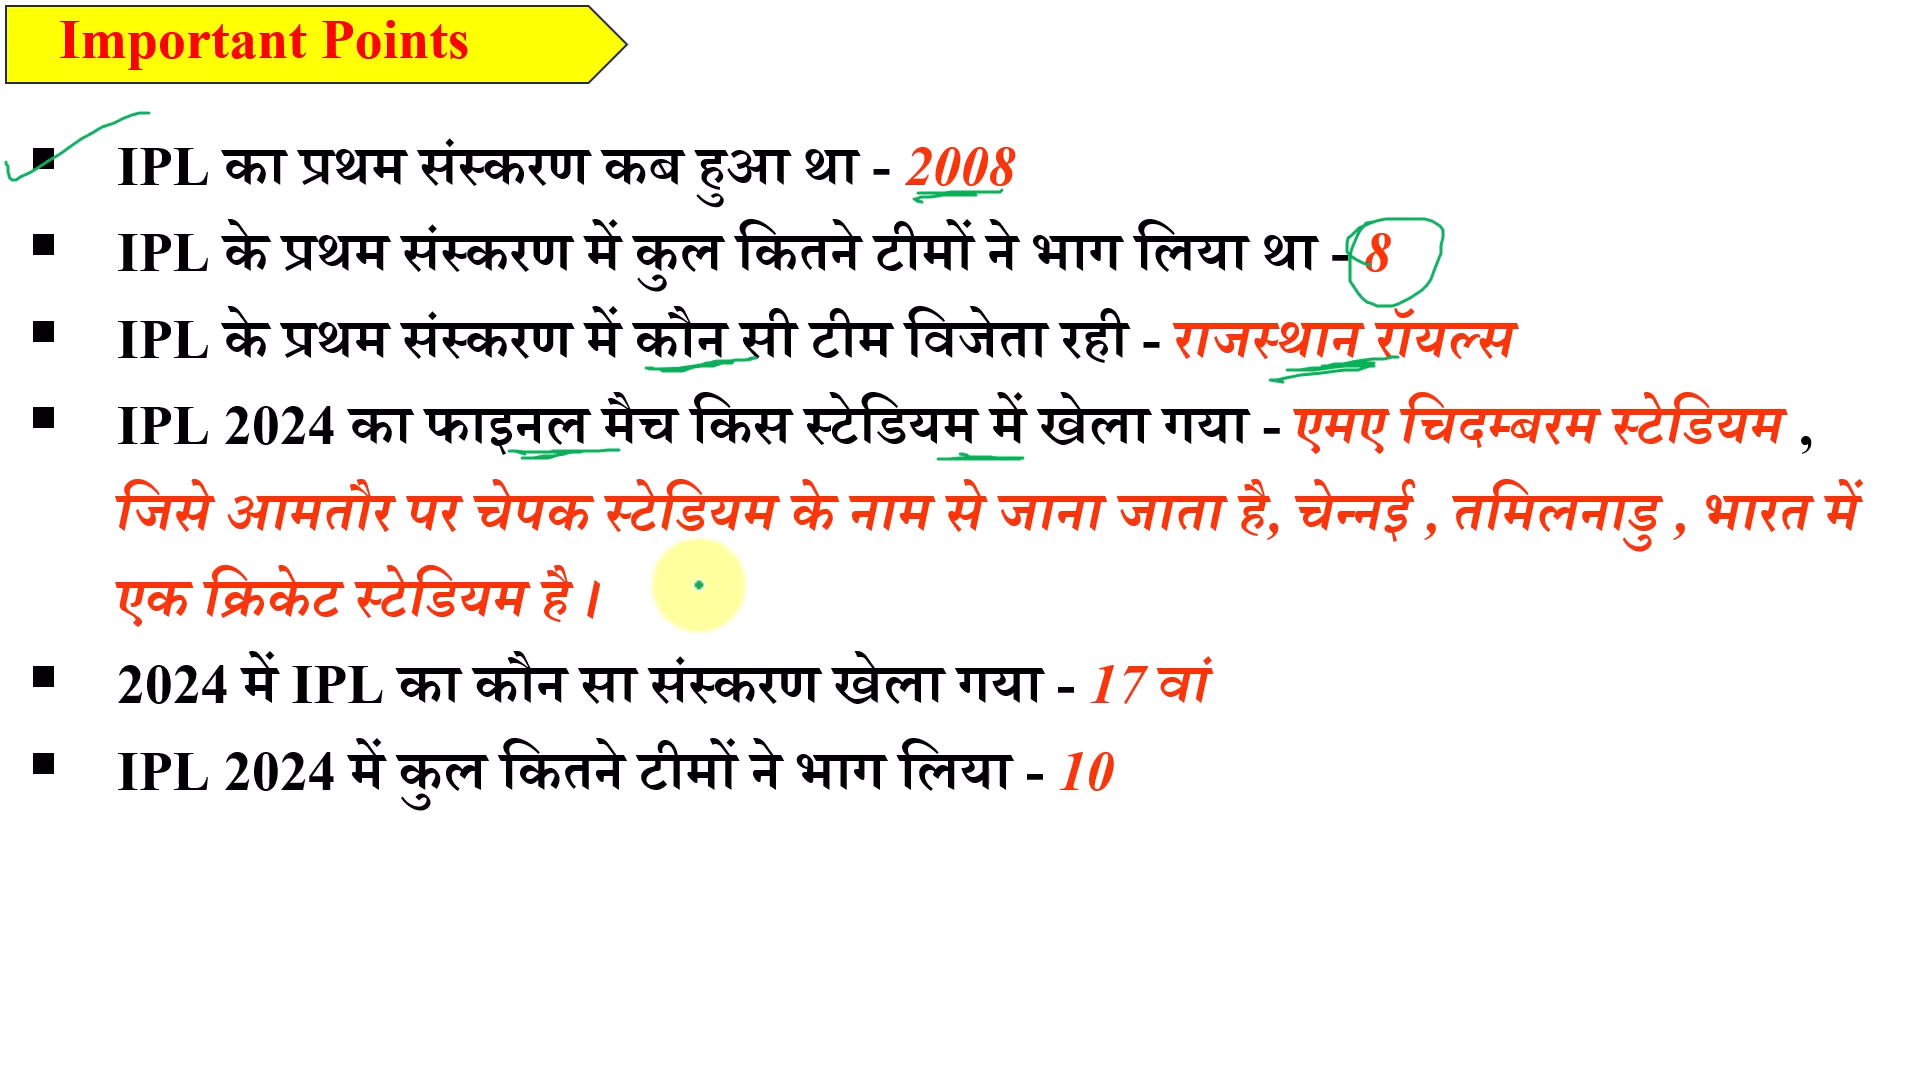 Important Points
IPL का प्रथम संस्करण कब हुआ था - 2008
IPL के प्रथम संस्करण में कुल कितने टीमों ने भाग लिया था - 8
IPL के प्रथम संस्करण में कौन सी टीम विजेता रही - राजस्थान रॉयल्स
IPL 2024 का फाइनल मैच किस स्टेडियम में खेला गया - एमए चिदम्बरम स्टेडियम ,
जिसे आमतौर पर चेपक स्टेडियम के नाम से जाना जाता है, चेन्नई , तमिलनाडु , भारत में
एक क्रिकेट स्टेडियम है ।
2024 में IPL का कौन सा संस्करण खेला गया - 17 वां
IPL 2024 में कुल कितने टीमों ने भाग लिया - 10